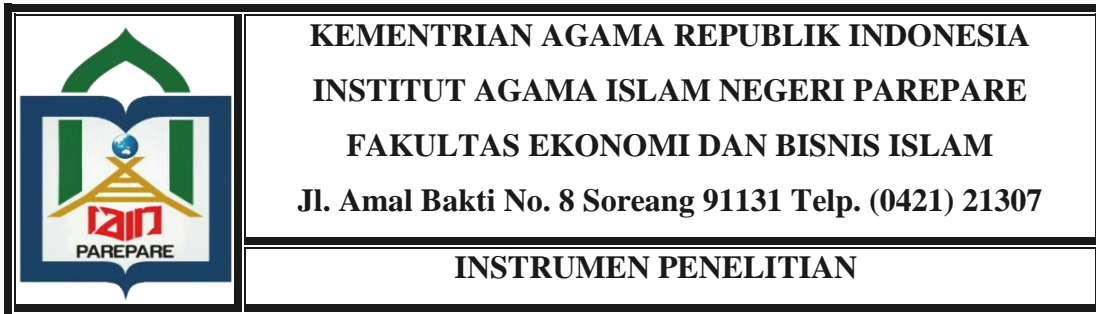 KEMENTRIAN AGAMA REPUBLIK INDONESIA
INSTITUT AGAMA ISLAM NEGERI PAREPARE
FAKULTAS EKONOMI DAN BISNIS ISLAM
Jl. Amal Bakti No. 8 Soreang 91131 Telp. (0421) 21307
iain
PAREPARE
INSTRUMEN PENELITIAN